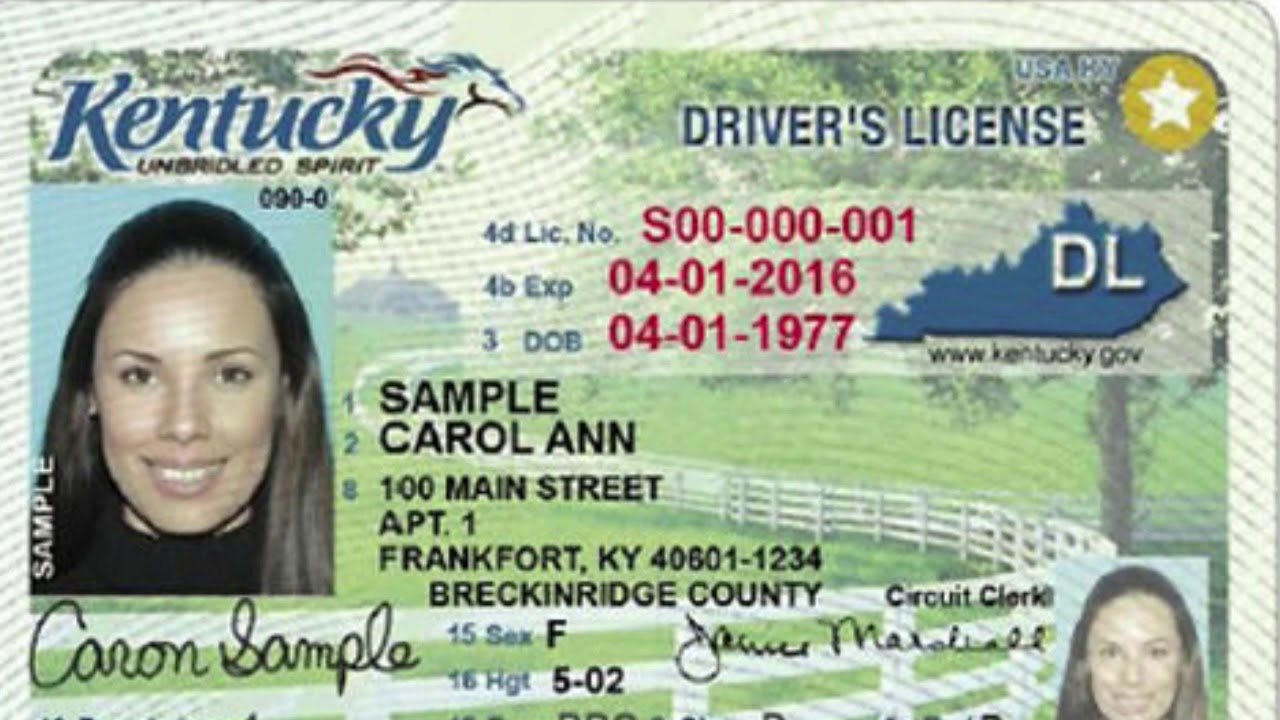 Kentucky
UNBRIDLED SPIRIT
USA KY
DRIVER'S LICENSE
090-0
4d Lic. No. S00-000-001
4b Exp 04-01-2016
3 DOB 04-01-1977
DL
www.kentucky.gov
1 SAMPLE
2 CAROL ANN
8 100 MAIN STREET
APT. 1
FRANKFORT, KY 40601-1234
BRECKINRIDGE COUNTY
Circuit Clerk
SAMPLE
Caron Sample
15 Sex F
16 Hgt 5-02